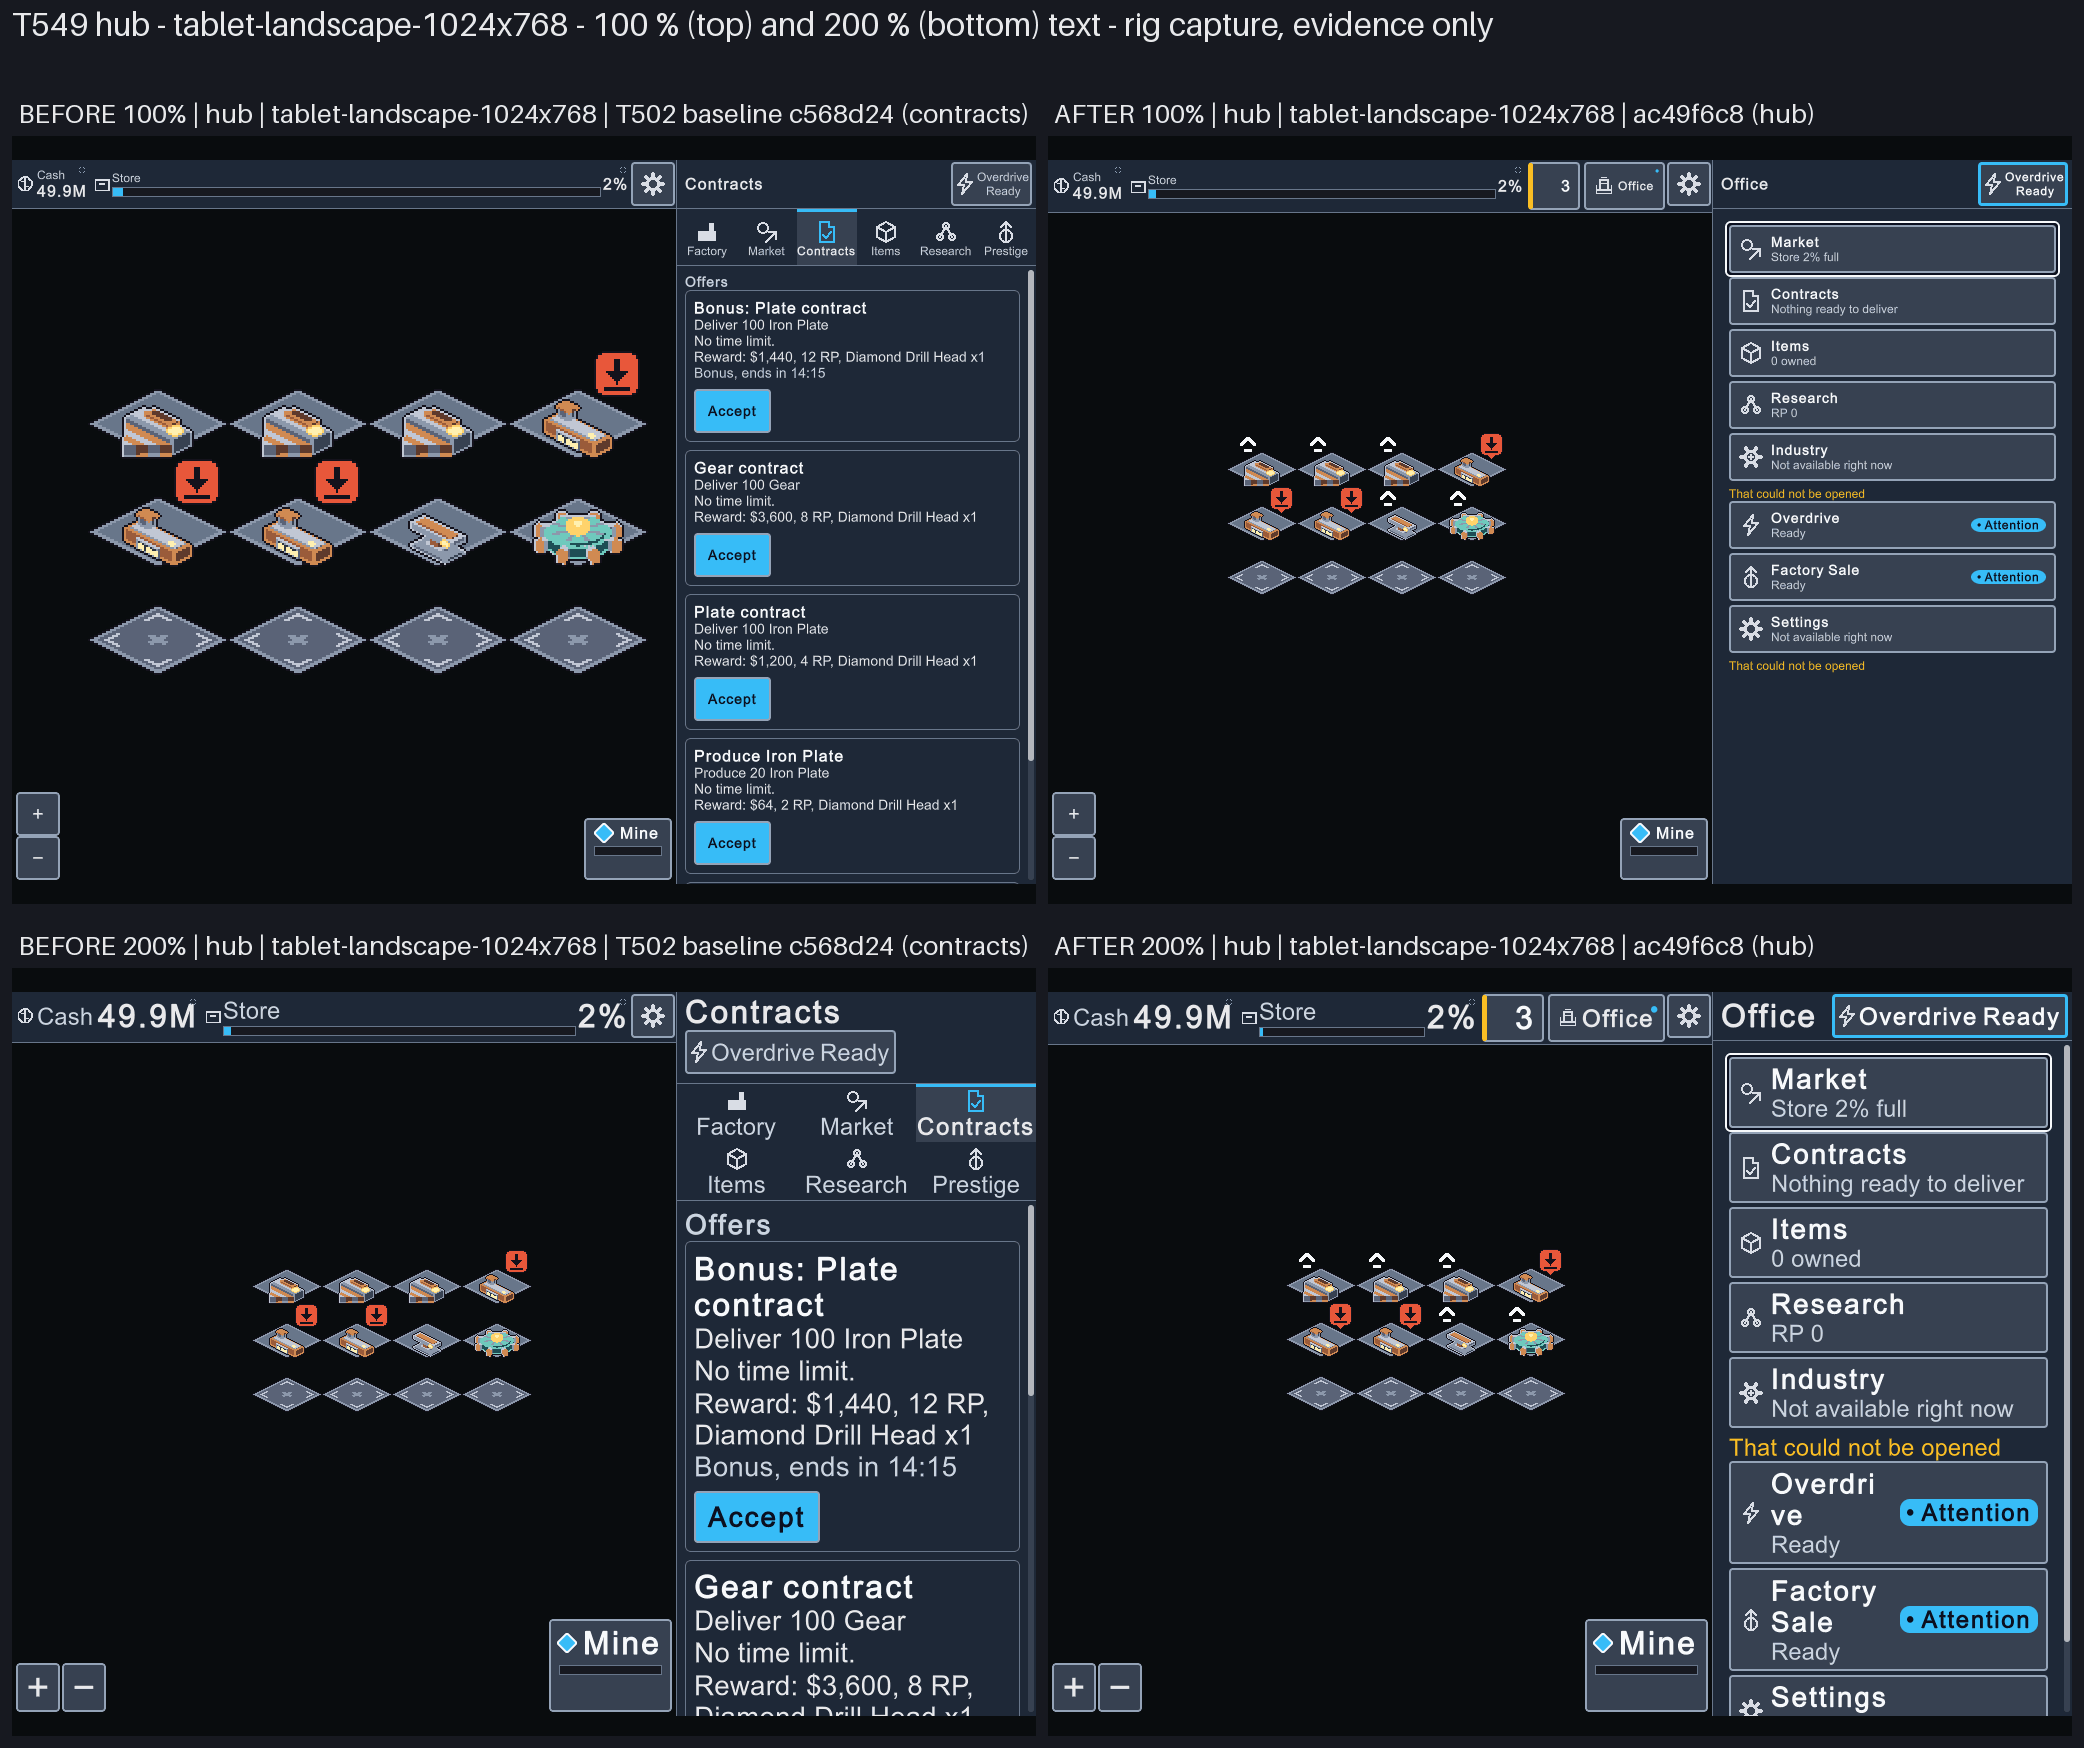 T549 hub - tablet-landscape-1024x768 - 100 % (top) and 200 % (bottom) text - rig capture, evidence only
BEFORE 100% | hub | tablet-landscape-1024x768 | T502 baseline c568d24 (contracts)
Cash
49.9M
Store
2%
Contracts
Overdrive
Ready
Factory
Market
Contracts
Items
Research
Prestige
Offers
Bonus: Plate contract
Deliver 100 Iron Plate
No time limit.
Reward: $1,440, 12 RP, Diamond Drill Head x1
Bonus, ends in 14:15
Accept
Gear contract
Deliver 100 Gear
No time limit.
Reward: $3,600, 8 RP, Diamond Drill Head x1
Accept
Plate contract
Deliver 100 Iron Plate
No time limit.
Reward: $1,200, 4 RP, Diamond Drill Head x1
Accept
Produce Iron Plate
Produce 20 Iron Plate
No time limit.
Reward: $64, 2 RP, Diamond Drill Head x1
Accept
+
−
Mine
AFTER 100% | hub | tablet-landscape-1024x768 | ac49f6c8 (hub)
Cash
49.9M
Store
2%
3
Office
Office
Overdrive
Ready
Market
Store 2% full
Contracts
Nothing ready to deliver
Items
0 owned
Research
RP 0
Industry
Not available right now
That could not be opened
Overdrive
Ready
• Attention
Factory Sale
Ready
• Attention
Settings
Not available right now
That could not be opened
+
−
Mine
BEFORE 200% | hub | tablet-landscape-1024x768 | T502 baseline c568d24 (contracts)
Cash 49.9M
Store
2%
Contracts
Overdrive Ready
Factory
Market
Contracts
Items
Research
Prestige
Offers
Bonus: Plate
contract
Deliver 100 Iron Plate
No time limit.
Reward: $1,440, 12 RP,
Diamond Drill Head x1
Bonus, ends in 14:15
Accept
Gear contract
Deliver 100 Gear
No time limit.
Reward: $3,600, 8 RP,
Diamond Drill Head x1
+ −
Mine
AFTER 200% | hub | tablet-landscape-1024x768 | ac49f6c8 (hub)
Cash 49.9M
Store
2%
3
Office
Office
Overdrive Ready
Market
Store 2% full
Contracts
Nothing ready to deliver
Items
0 owned
Research
RP 0
Industry
Not available right now
That could not be opened
Overdri
ve
Ready
• Attention
Factory
Sale
Ready
• Attention
Settings
+ −
Mine